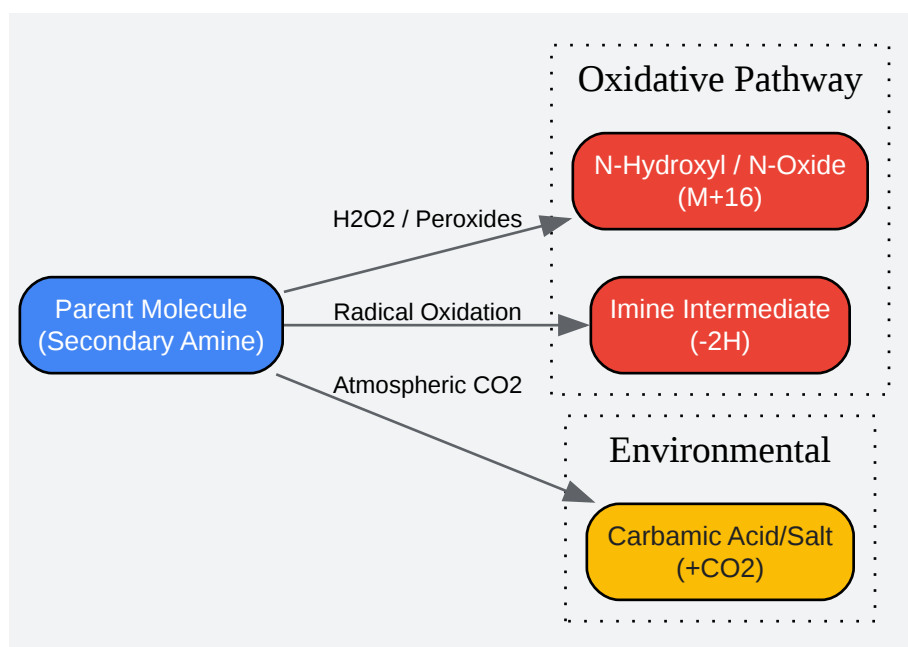 Oxidative Pathway
N-Hydroxyl / N-Oxide
(M+16)
H2O2 / Peroxides
Parent Molecule
(Secondary Amine)
Radical Oxidation
Imine Intermediate
(-2H)
Atmospheric CO2
Environmental
Carbamic Acid/Salt
(+CO2)